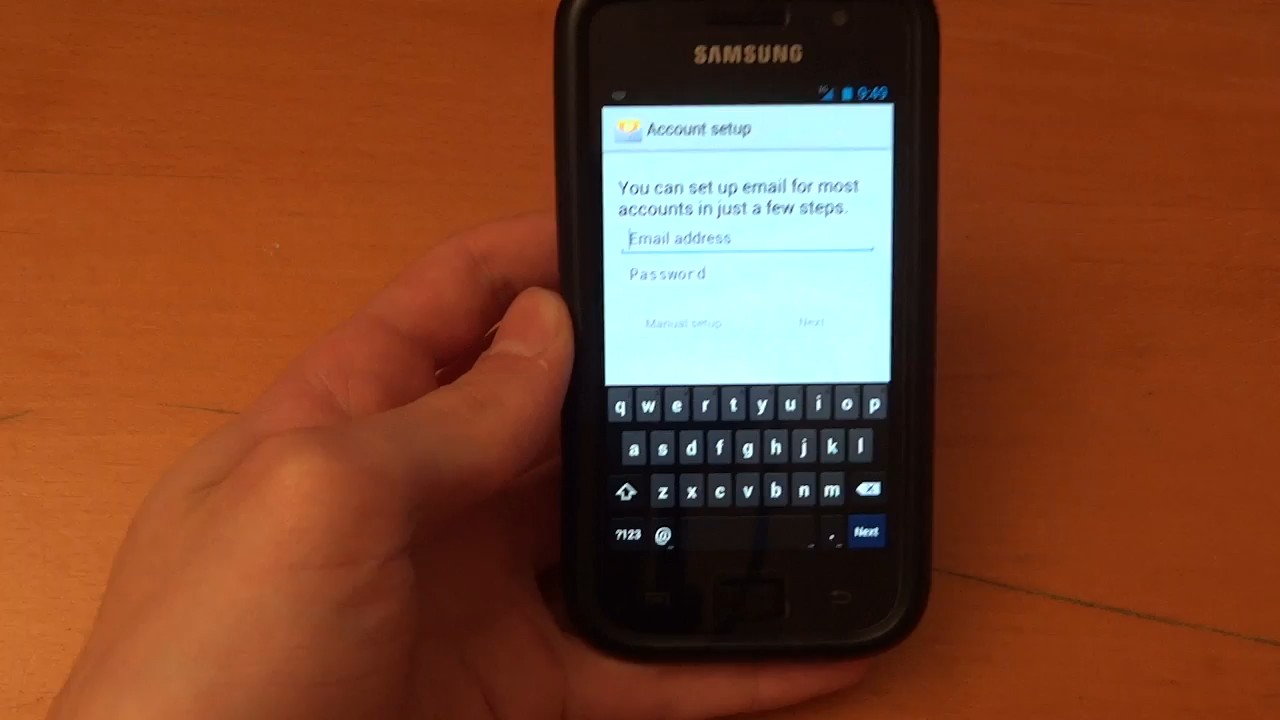 SAMSUNG
9:49
Account setup
You can set up email for most
accounts in just a few steps.
Email address
Password
Manual setup Next
q w e r t y u i o p
a s d f g h j k l
z x c v b n m
?123 @ . Next